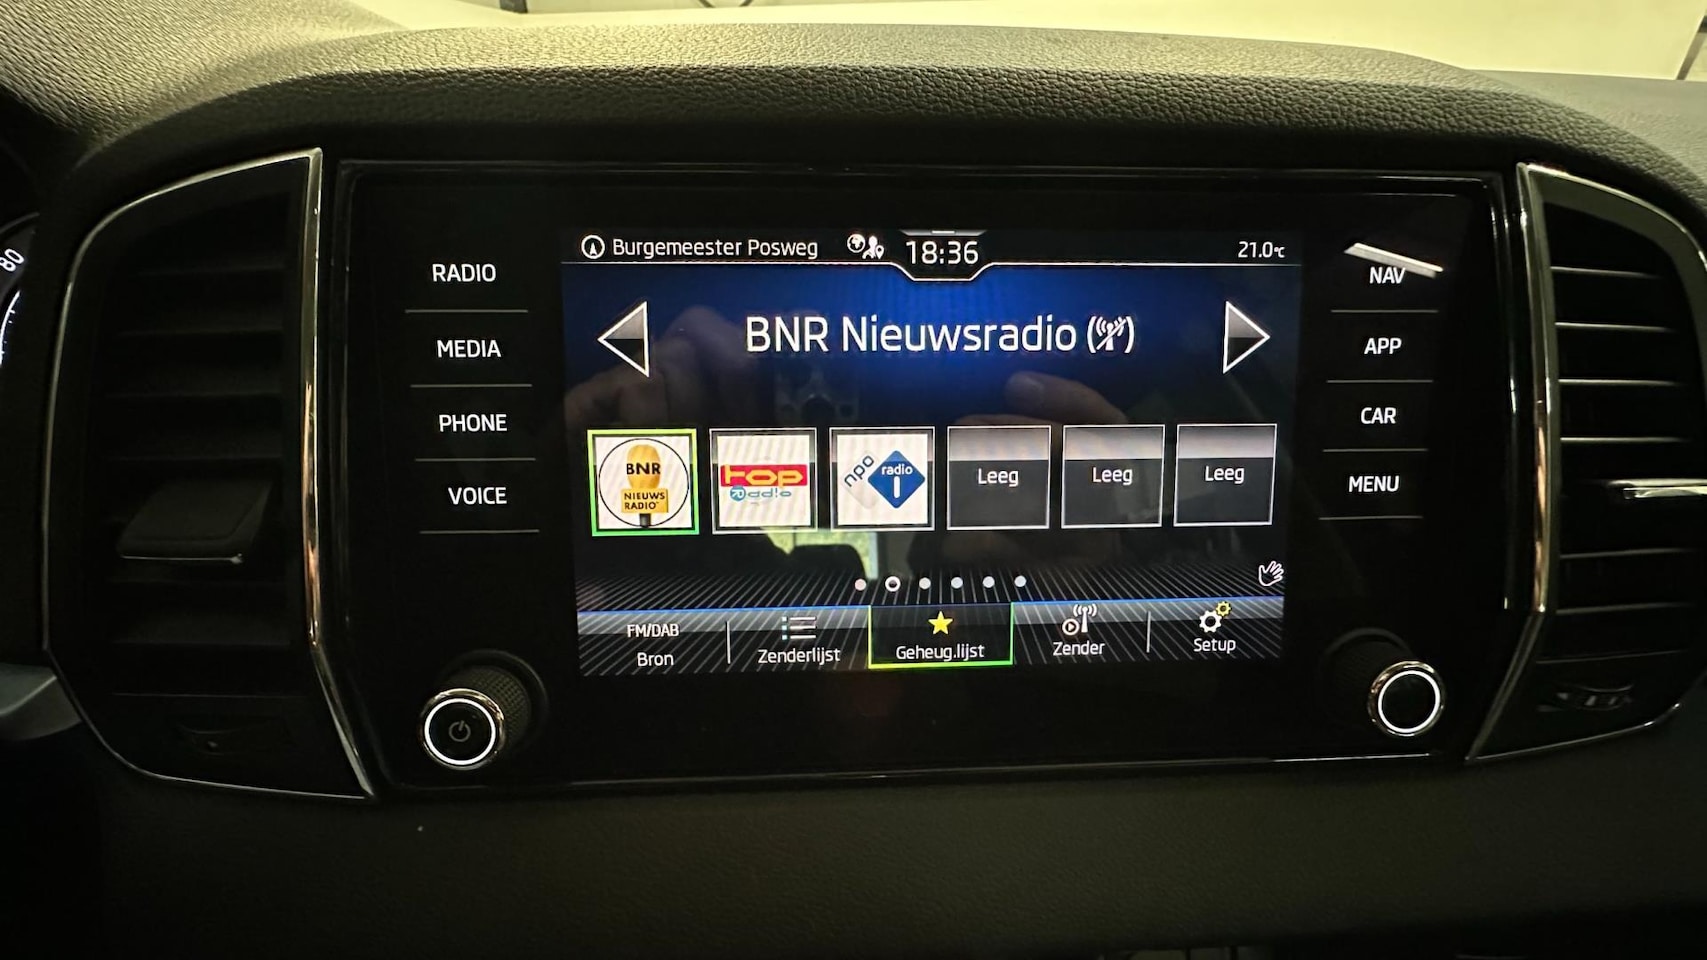 80
RADIO
MEDIA
PHONE
VOICE
Burgemeester Posweg
18:36
21.0°C
BNR Nieuwsradio
BNR
NIEUWS
RADIO
top
npo
radio
1
Leeg
Leeg
Leeg
FM/DAB
Bron
Zenderlijst
Geheug.lijst
Zender
Setup
NAV
APP
CAR
MENU